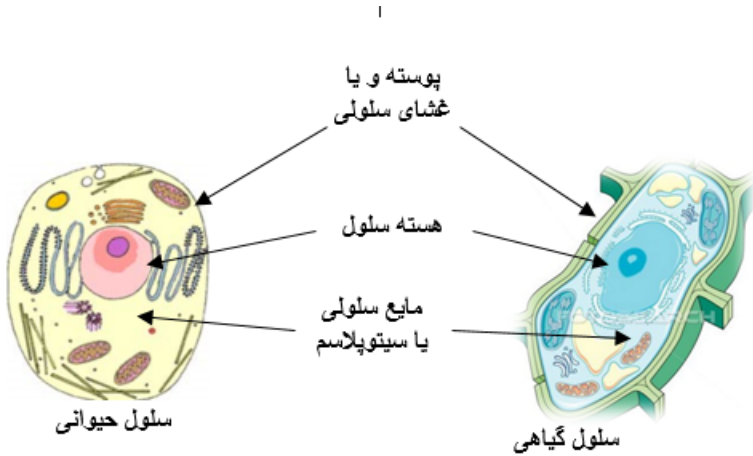 پوسته و یا
غشای سلولی
هسته سلول
مایع سلولی
یا سیتوپلاسم
سلول حیوانی
سلول گیاهی